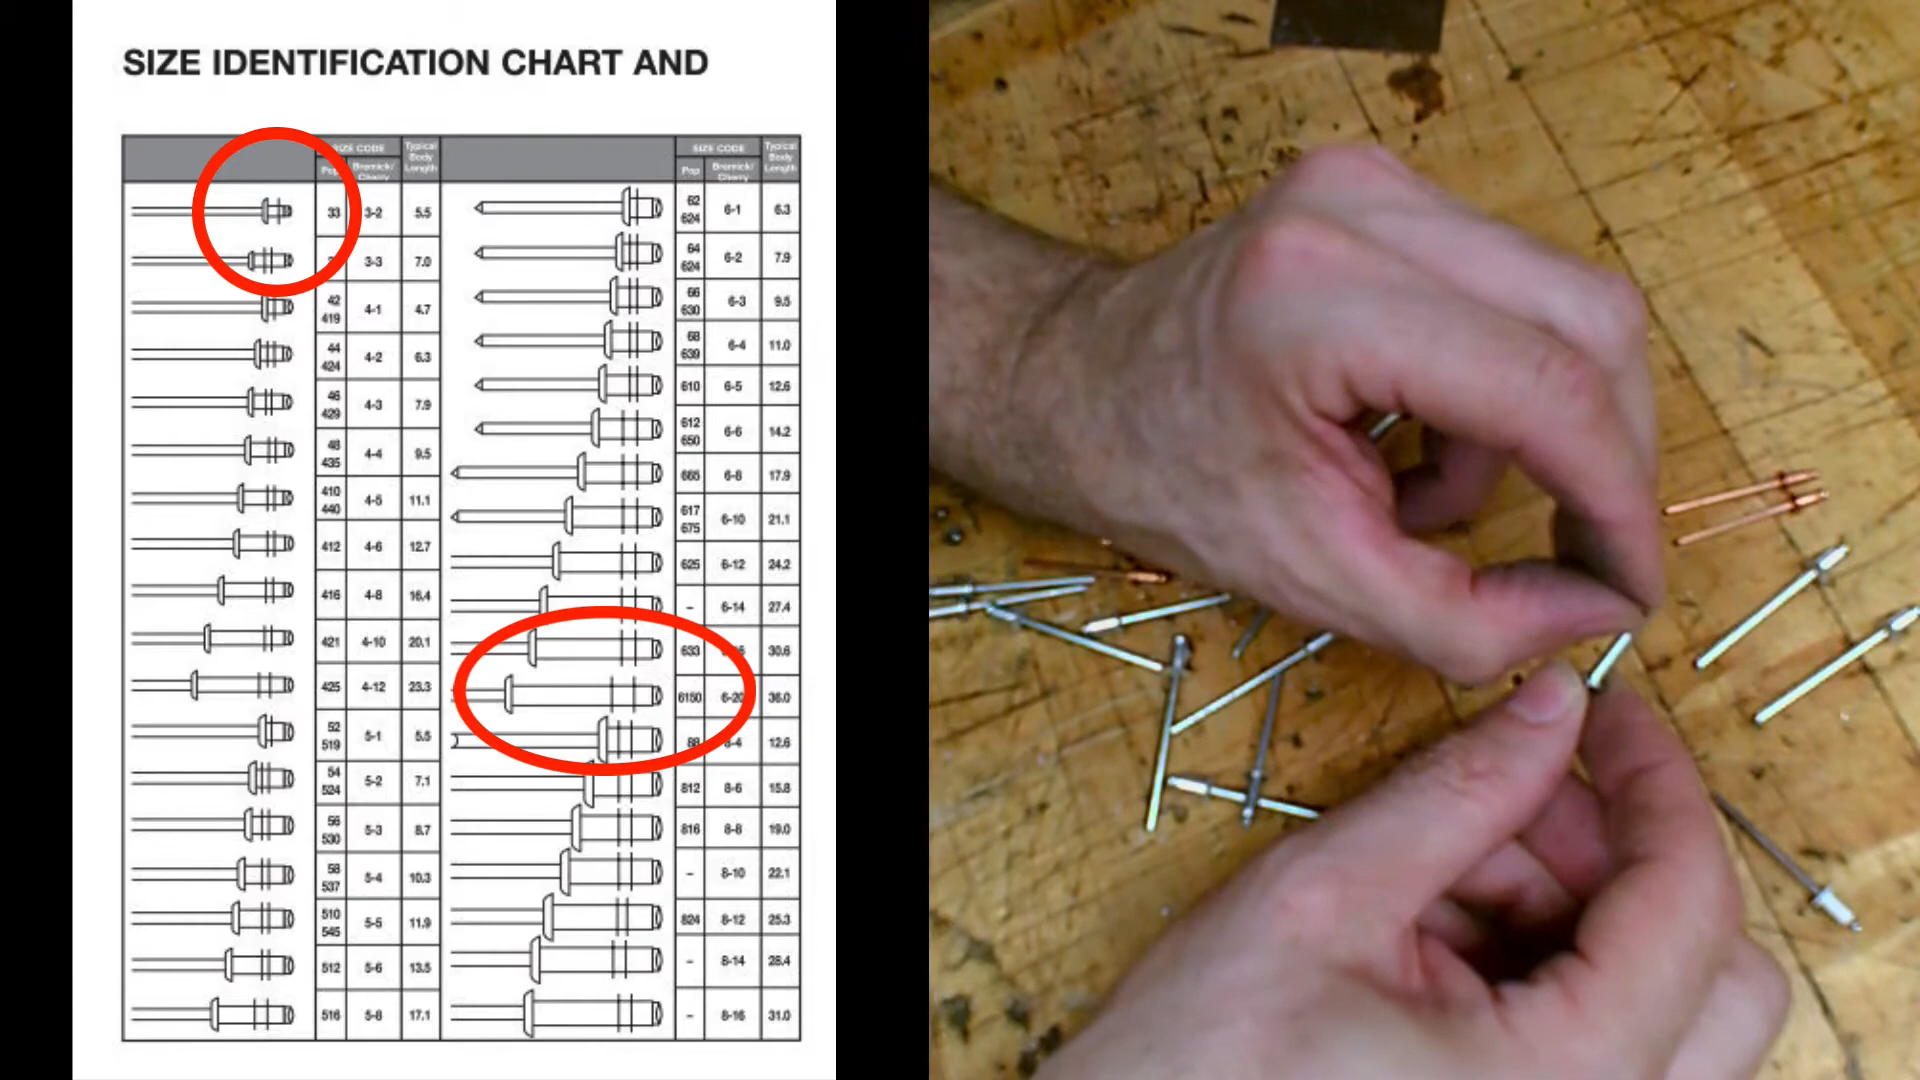 SIZE IDENTIFICATION CHART AND
SIZE CODE Typical Body Length
Pop Bremick/ Cherry
33 3-2 5.5
3-3 7.0
42 419 4-1 4.7
44 424 4-2 6.3
46 429 4-3 7.9
48 435 4-4 9.5
410 440 4-5 11.1
412 4-6 12.7
416 4-8 16.4
421 4-10 20.1
425 4-12 23.3
52 519 5-1 5.5
54 524 5-2 7.1
56 530 5-3 8.7
58 537 5-4 10.3
510 545 5-5 11.9
512 5-6 13.5
516 5-8 17.1
SIZE CODE Typical Body Length
Pop Bremick/ Cherry
62 624 6-1 6.3
64 624 6-2 7.9
66 630 6-3 9.5
68 639 6-4 11.0
610 6-5 12.6
612 650 6-6 14.2
665 6-8 17.9
617 675 6-10 21.1
625 6-12 24.2
- 6-14 27.4
633 30.6
6150 6-20 36.0
88 8-4 12.6
812 8-6 15.8
816 8-8 19.0
- 8-10 22.1
824 8-12 25.3
- 8-14 28.4
- 8-16 31.0